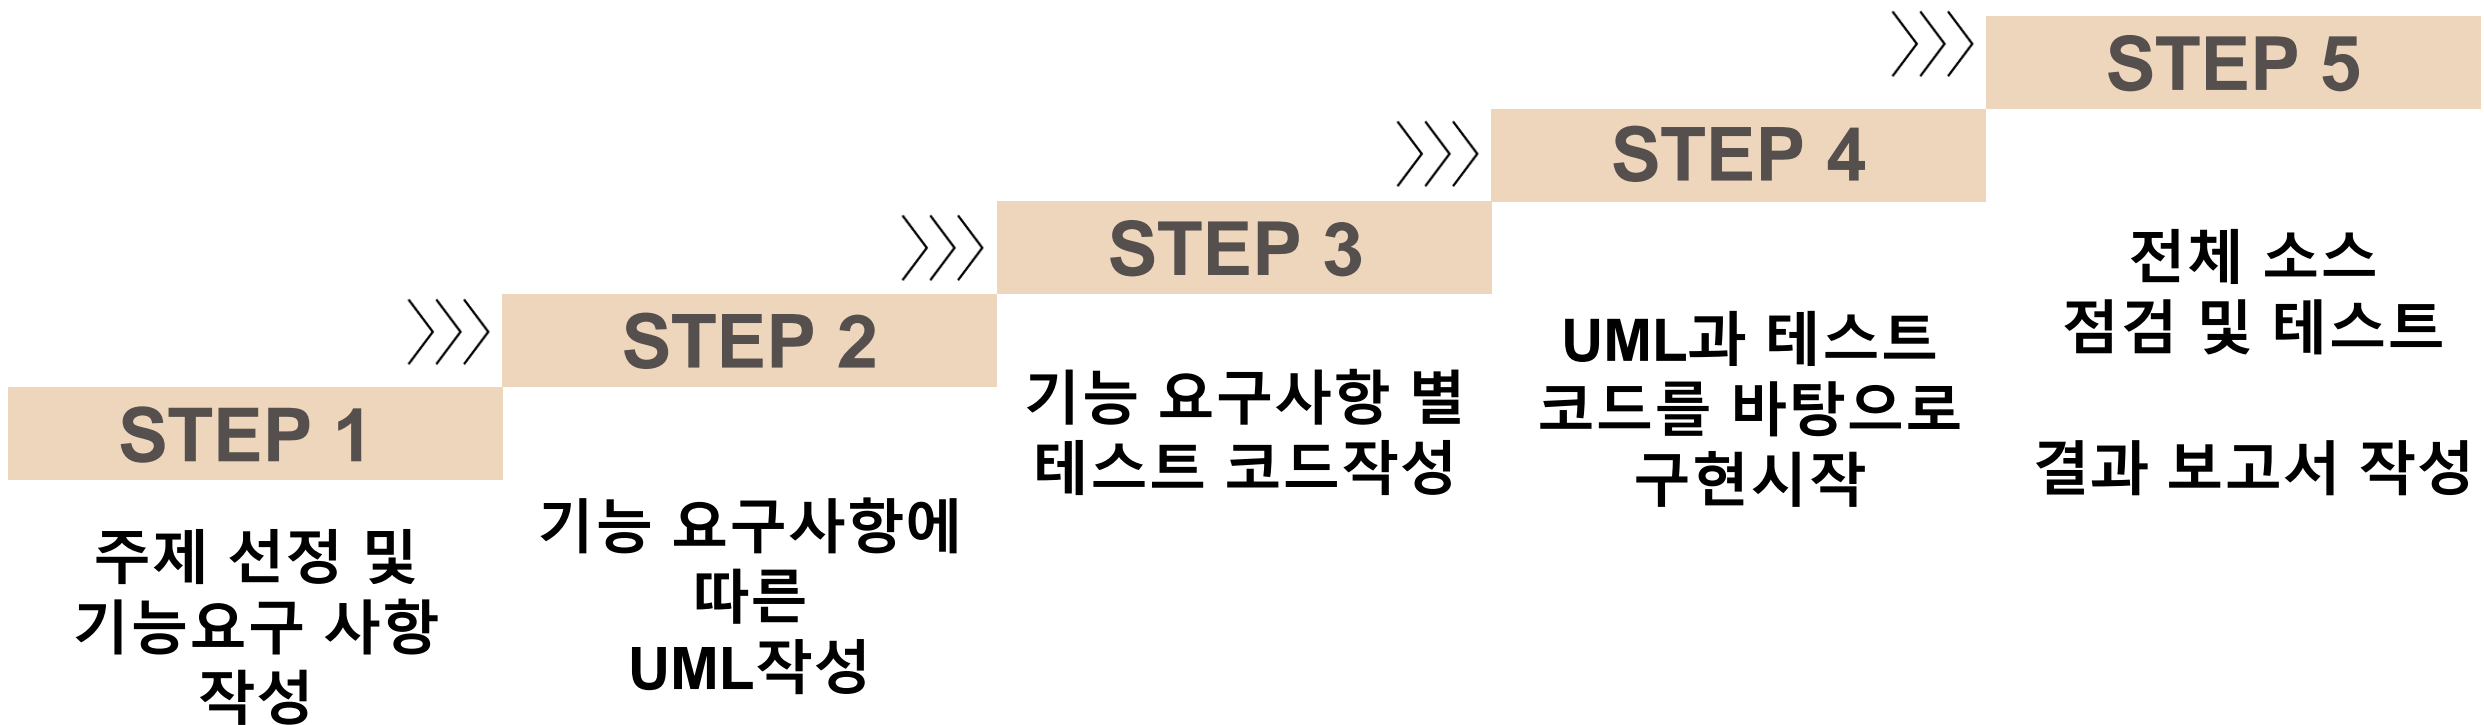 STEP 1
주제 선정 및
기능요구 사항
작성
STEP 2
기능 요구사항에
따른
UML작성
STEP 3
기능 요구사항 별
테스트 코드작성
STEP 4
UML과 테스트
코드를 바탕으로
구현시작
STEP 5
전체 소스
점검 및 테스트
결과 보고서 작성